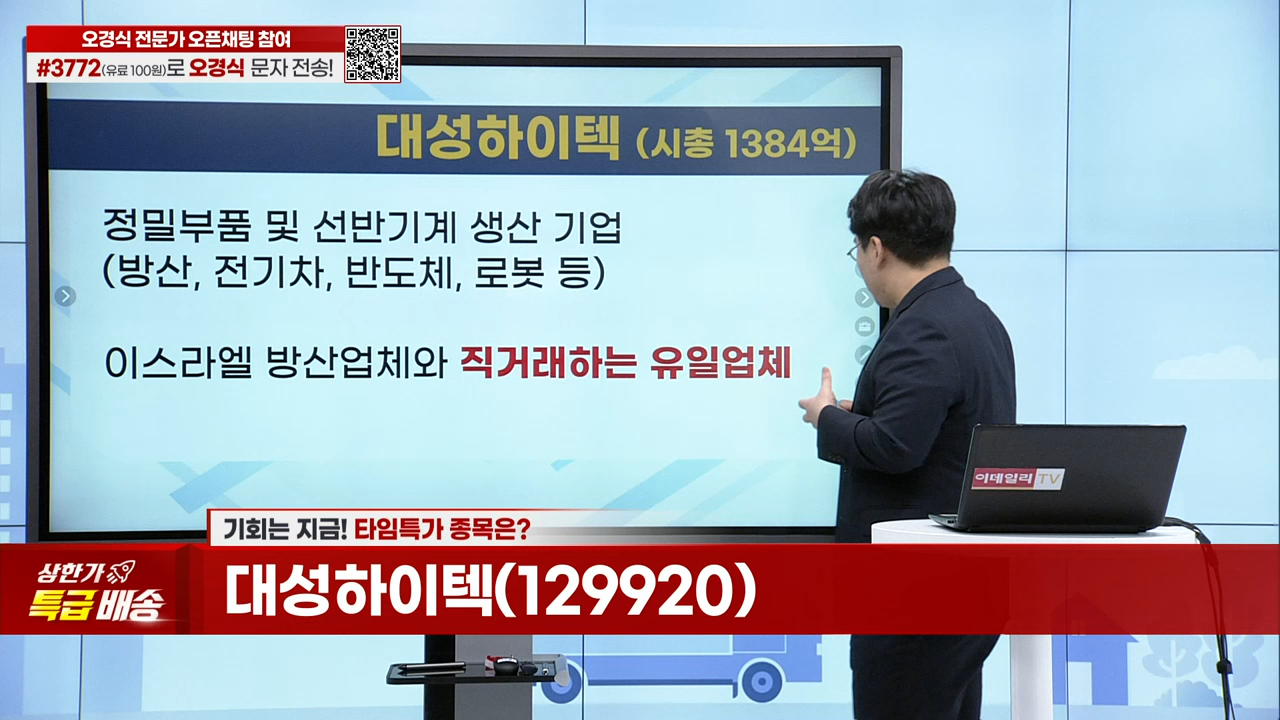 오경식 전문가 오픈채팅 참여
#3772(유료 100원)로 오경식 문자 전송!
대성하이텍 (시총 1384억)
정밀부품 및 선반기계 생산 기업
(방산, 전기차, 반도체, 로봇 등)
이스라엘 방산업체와 직거래하는 유일업체
이데일리TV
기회는 지금! 타임특가 종목은?
상한가
특급배송
대성하이텍(129920)